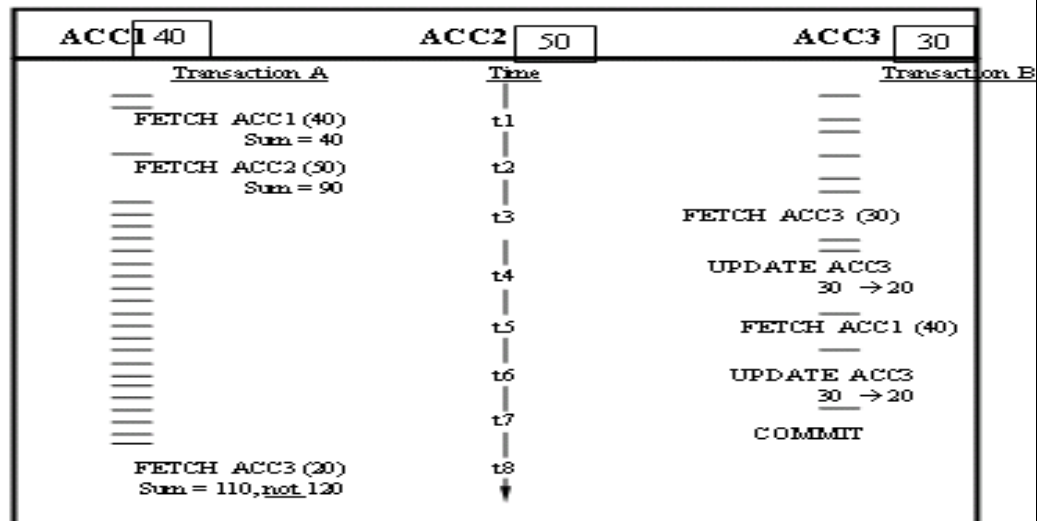 ACC1 40 ACC2 50 ACC3 30
Transaction A Time Transaction B
FETCH ACC1 (40) t1
Sum = 40
FETCH ACC2 (50) t2
Sum = 90
t3 FETCH ACC3 (30)
t4 UPDATE ACC3
30 → 20
t5 FETCH ACC1 (40)
t6 UPDATE ACC3
30 → 20
t7 COMMIT
FETCH ACC3 (20) t8
Sum = 110, not 120